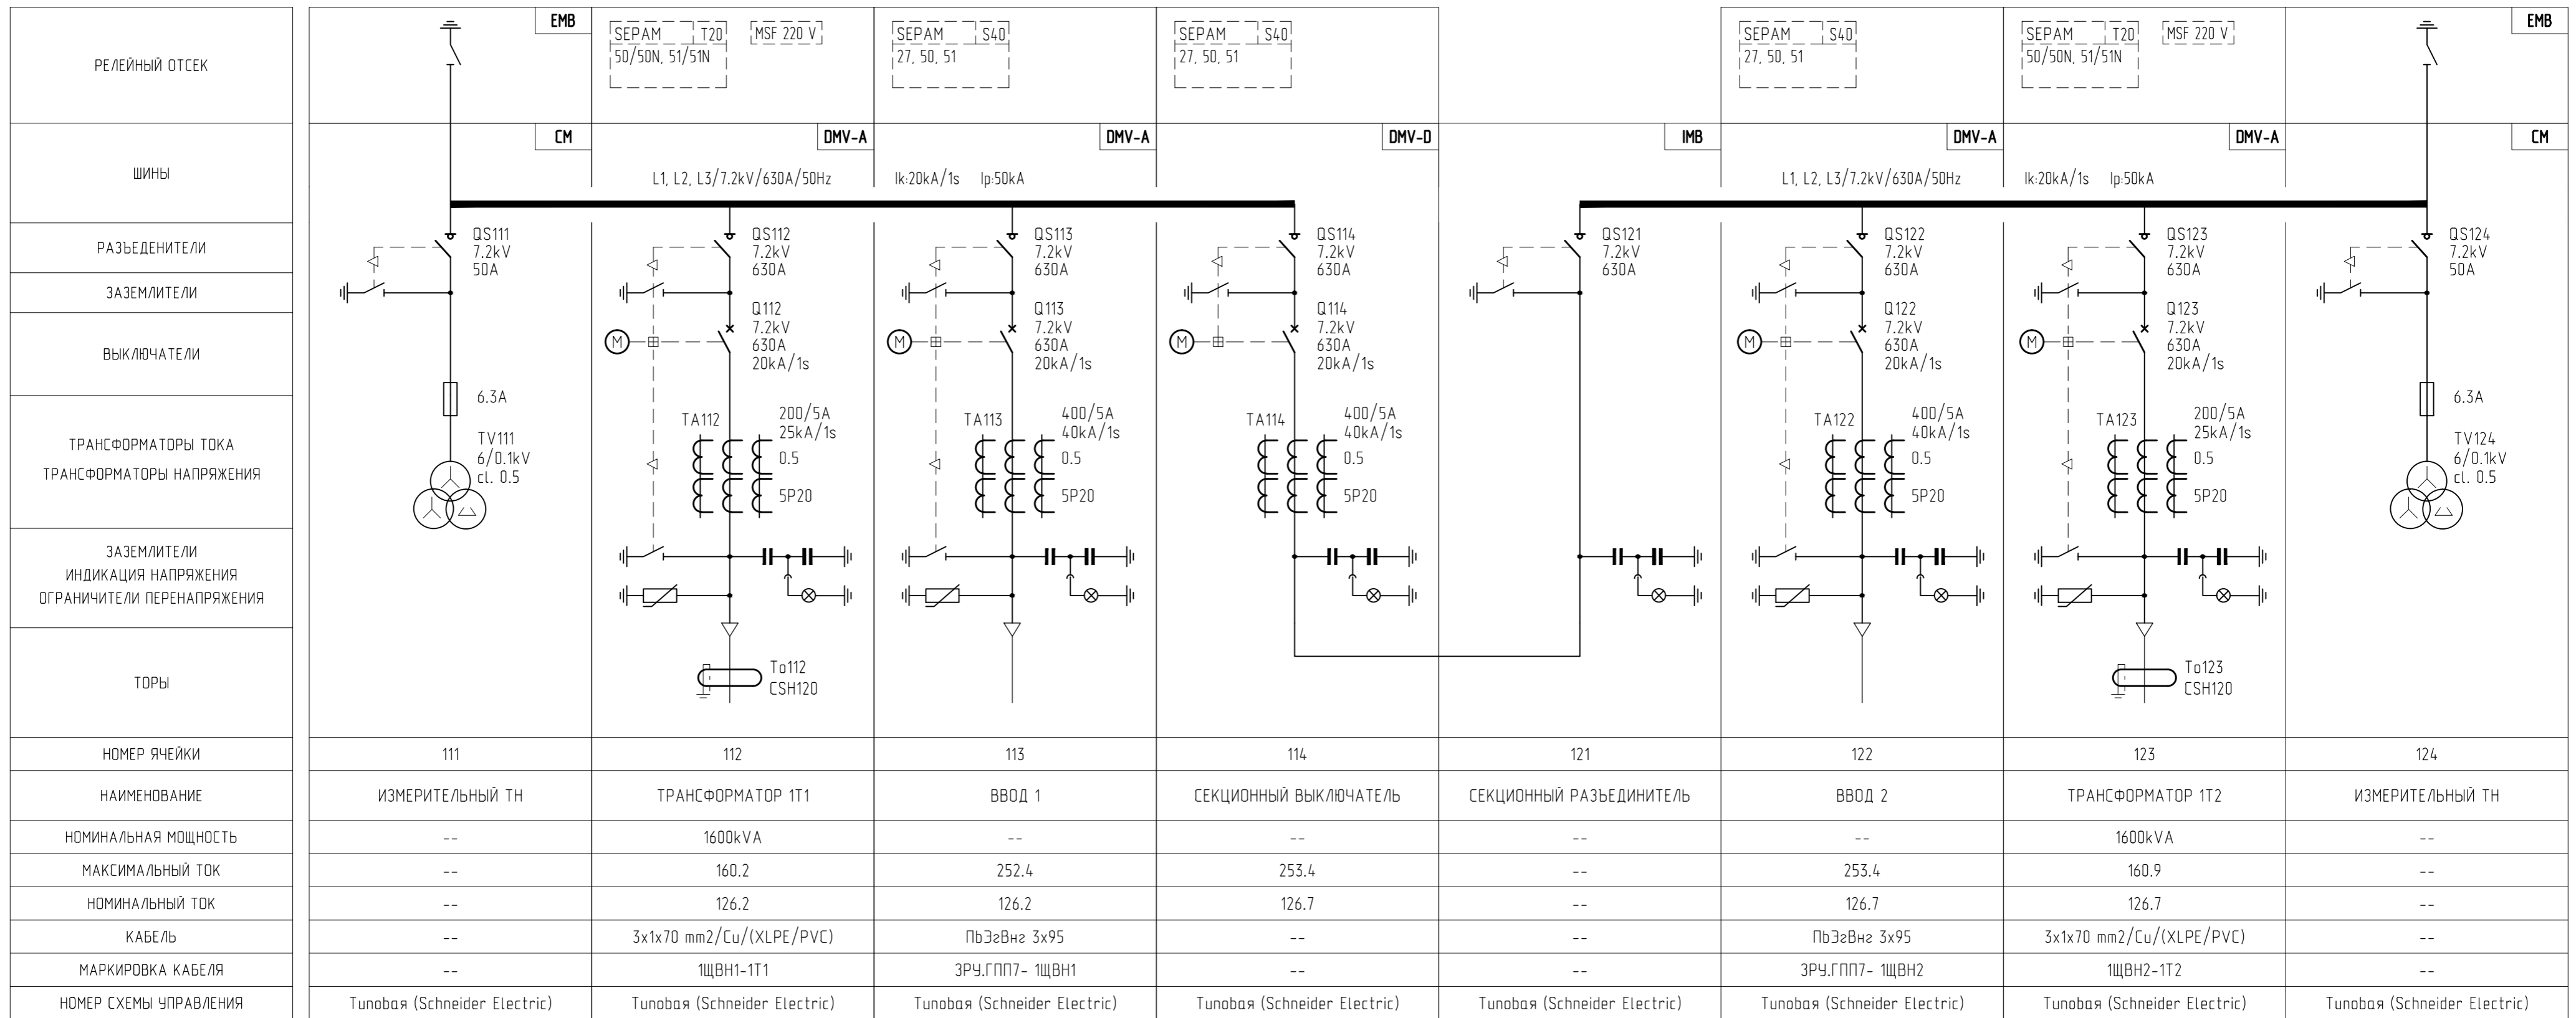 РЕЛЕЙНЫЙ ОТСЕК
EMB
SEPAM T20
50/50N, 51/51N
MSF 220 V
SEPAM S40
27, 50, 51
SEPAM S40
27, 50, 51
SEPAM S40
27, 50, 51
SEPAM T20
50/50N, 51/51N
MSF 220 V
EMB
ШИНЫ
CM
DMV-A
DMV-A
DMV-D
IMB
DMV-A
DMV-A
CM
L1, L2, L3/7.2kV/630A/50Hz
Ik:20kA/1s Ip:50kA
L1, L2, L3/7.2kV/630A/50Hz
Ik:20kA/1s Ip:50kA
РАЗЪЕДЕНИТЕЛИ
QS111
7.2kV
50A
QS112
7.2kV
630A
QS113
7.2kV
630A
QS114
7.2kV
630A
QS121
7.2kV
630A
QS122
7.2kV
630A
QS123
7.2kV
630A
QS124
7.2kV
50A
ЗАЗЕМЛИТЕЛИ
ВЫКЛЮЧАТЕЛИ
M
Q112
7.2kV
630A
20kA/1s
M
Q113
7.2kV
630A
20kA/1s
M
Q114
7.2kV
630A
20kA/1s
M
Q122
7.2kV
630A
20kA/1s
M
Q123
7.2kV
630A
20kA/1s
ТРАНСФОРМАТОРЫ ТОКА
ТРАНСФОРМАТОРЫ НАПРЯЖЕНИЯ
6.3A
TV111
6/0.1kV
cl. 0.5
TA112
200/5A
25kA/1s
0.5
5P20
TA113
400/5A
40kA/1s
0.5
5P20
TA114
400/5A
40kA/1s
0.5
5P20
TA122
400/5A
40kA/1s
0.5
5P20
TA123
200/5A
25kA/1s
0.5
5P20
6.3A
TV124
6/0.1kV
cl. 0.5
ЗАЗЕМЛИТЕЛИ
ИНДИКАЦИЯ НАПРЯЖЕНИЯ
ОГРАНИЧИТЕЛИ ПЕРЕНАПРЯЖЕНИЯ
ТОРЫ
To112
CSH120
To123
CSH120
НОМЕР ЯЧЕЙКИ 111 112 113 114 121 122 123 124
НАИМЕНОВАНИЕ ИЗМЕРИТЕЛЬНЫЙ ТН ТРАНСФОРМАТОР 1Т1 ВВОД 1 СЕКЦИОННЫЙ ВЫКЛЮЧАТЕЛЬ СЕКЦИОННЫЙ РАЗЪЕДИНИТЕЛЬ ВВОД 2 ТРАНСФОРМАТОР 1Т2 ИЗМЕРИТЕЛЬНЫЙ ТН
НОМИНАЛЬНАЯ МОЩНОСТЬ -- 1600kVA -- -- -- -- 1600kVA --
МАКСИМАЛЬНЫЙ ТОК -- 160.2 252.4 253.4 -- 253.4 160.9 --
НОМИНАЛЬНЫЙ ТОК -- 126.2 126.2 126.7 -- 126.7 126.7 --
КАБЕЛЬ -- 3x1x70 mm2/Cu/(XLPE/PVC) ПвЭгВнг 3x95 -- -- ПвЭгВнг 3x95 3x1x70 mm2/Cu/(XLPE/PVC) --
МАРКИРОВКА КАБЕЛЯ -- 1ЩВН1-1Т1 ЗРУ.ГПП7- 1ЩВН1 -- -- ЗРУ.ГПП7- 1ЩВН2 1ЩВН2-1Т2 --
НОМЕР СХЕМЫ УПРАВЛЕНИЯ Типовая (Schneider Electric) Типовая (Schneider Electric) Типовая (Schneider Electric) Типовая (Schneider Electric) Типовая (Schneider Electric) Типовая (Schneider Electric) Типовая (Schneider Electric) Типовая (Schneider Electric)